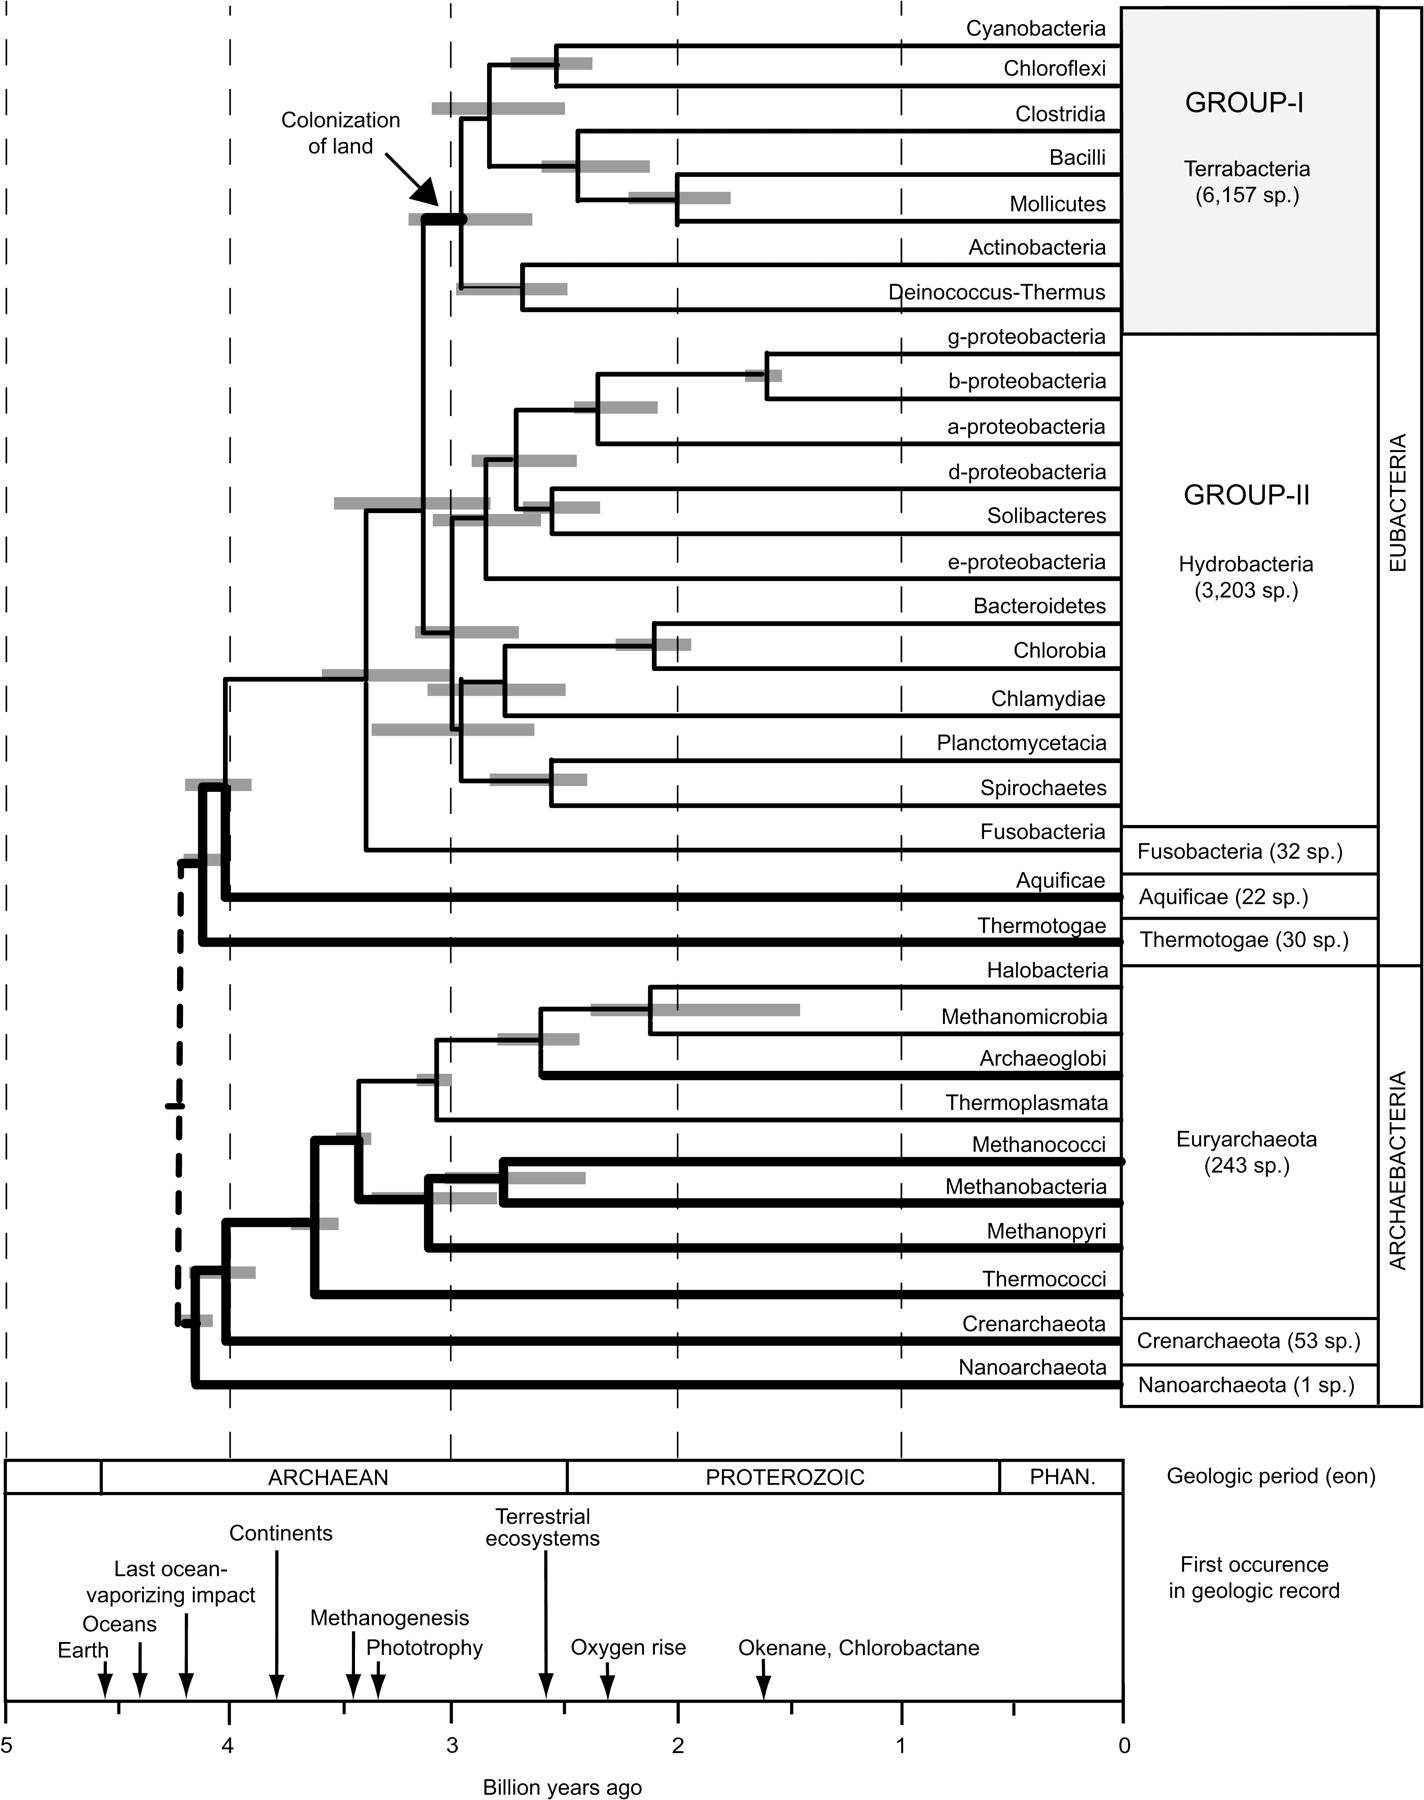 Cyanobacteria
Chloroflexi
Clostridia
Bacilli
Mollicutes
Actinobacteria
Deinococcus-Thermus
g-proteobacteria
b-proteobacteria
a-proteobacteria
d-proteobacteria
Solibacteres
e-proteobacteria
Bacteroidetes
Chlorobia
Chlamydiae
Planctomycetacia
Spirochaetes
Fusobacteria
Aquificae
Thermotogae
Halobacteria
Methanomicrobia
Archaeoglobi
Thermoplasmata
Methanococci
Methanobacteria
Methanopyri
Thermococci
Crenarchaeota
Nanoarchaeota
Colonization
of land
GROUP-I
Terrabacteria
(6,157 sp.)
GROUP-II
Hydrobacteria
(3,203 sp.)
Fusobacteria (32 sp.)
Aquificae (22 sp.)
Thermotogae (30 sp.)
Euryarchaeota
(243 sp.)
Crenarchaeota (53 sp.)
Nanoarchaeota (1 sp.)
EUBACTERIA
ARCHAEBACTERIA
ARCHAEAN
PROTEROZOIC
PHAN.
Geologic period (eon)
Earth
Oceans
Last ocean-
vaporizing impact
Continents
Methanogenesis
Phototrophy
Terrestrial
ecosystems
Oxygen rise
Okenane, Chlorobactane
First occurence
in geologic record
5 4 3 2 1 0
Billion years ago